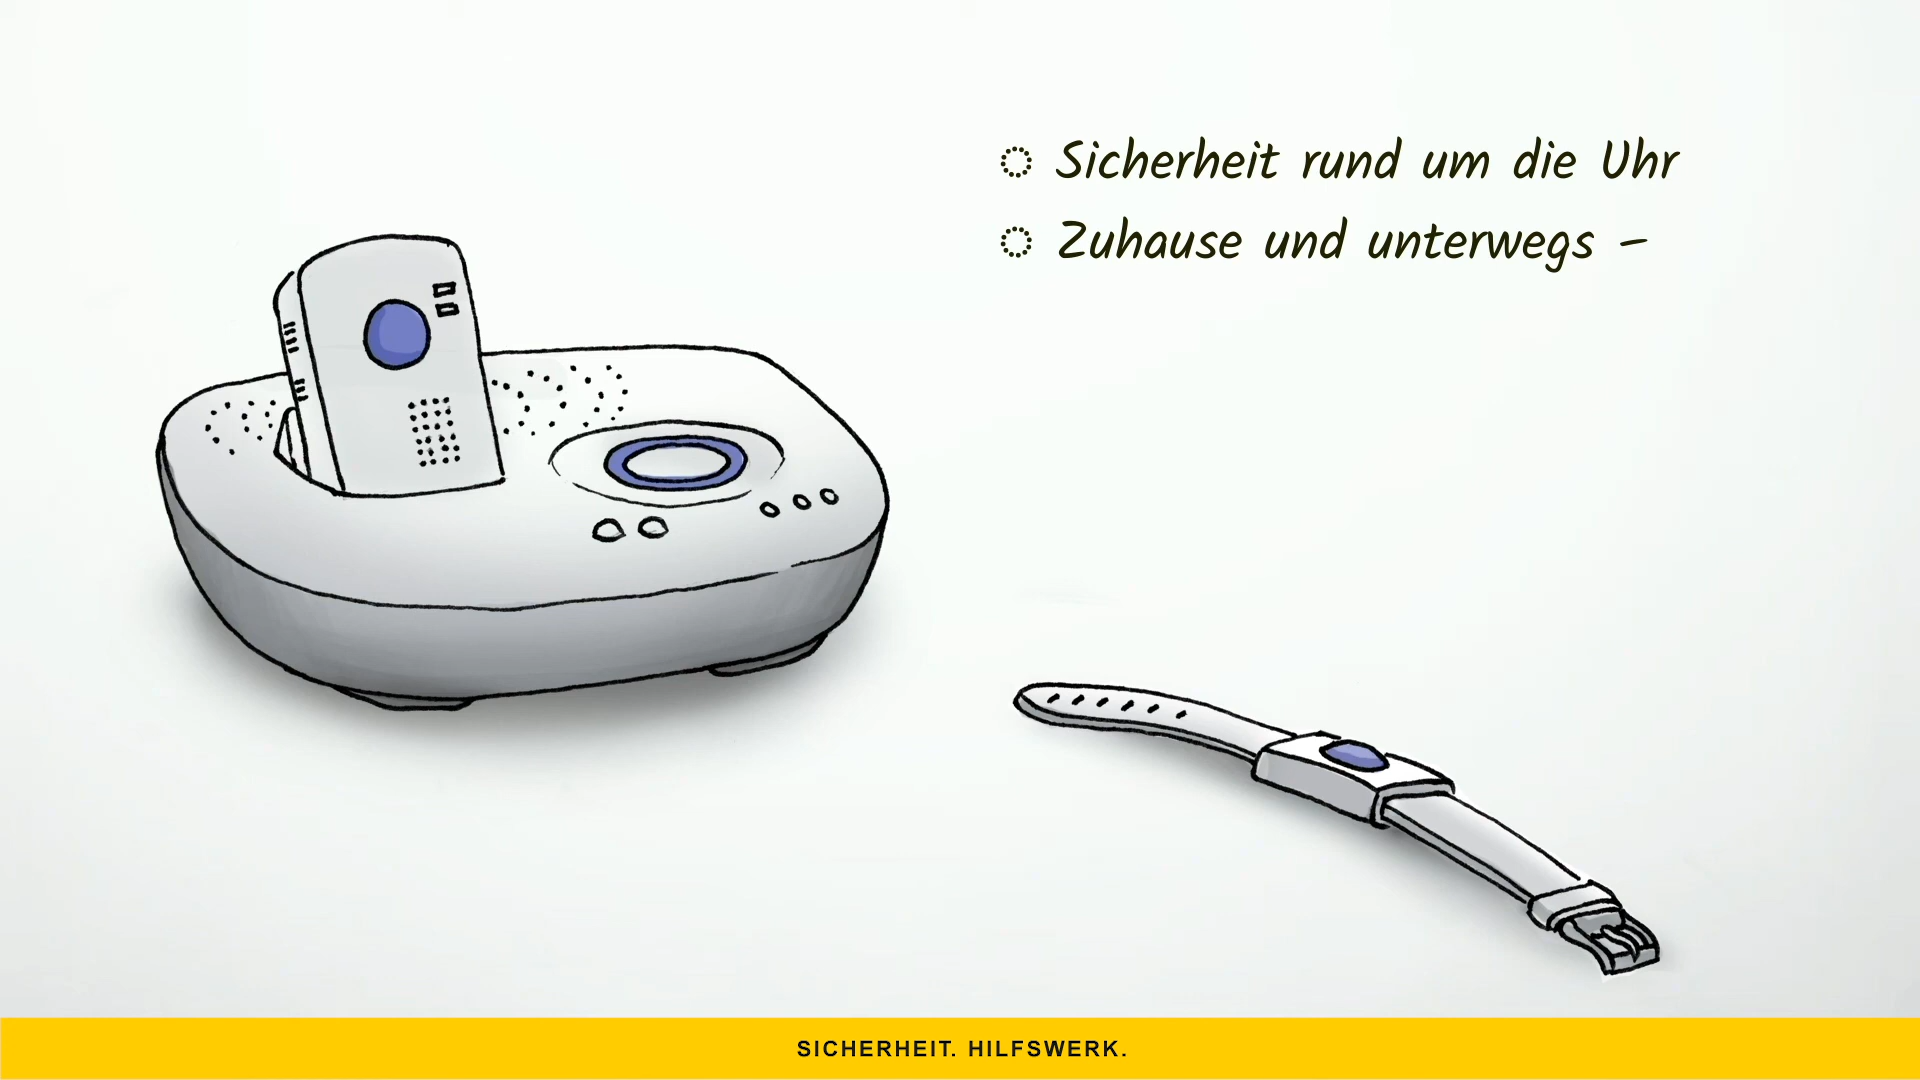 ◌ Sicherheit rund um die Uhr
◌ Zuhause und unterwegs –
SICHERHEIT. HILFSWERK.